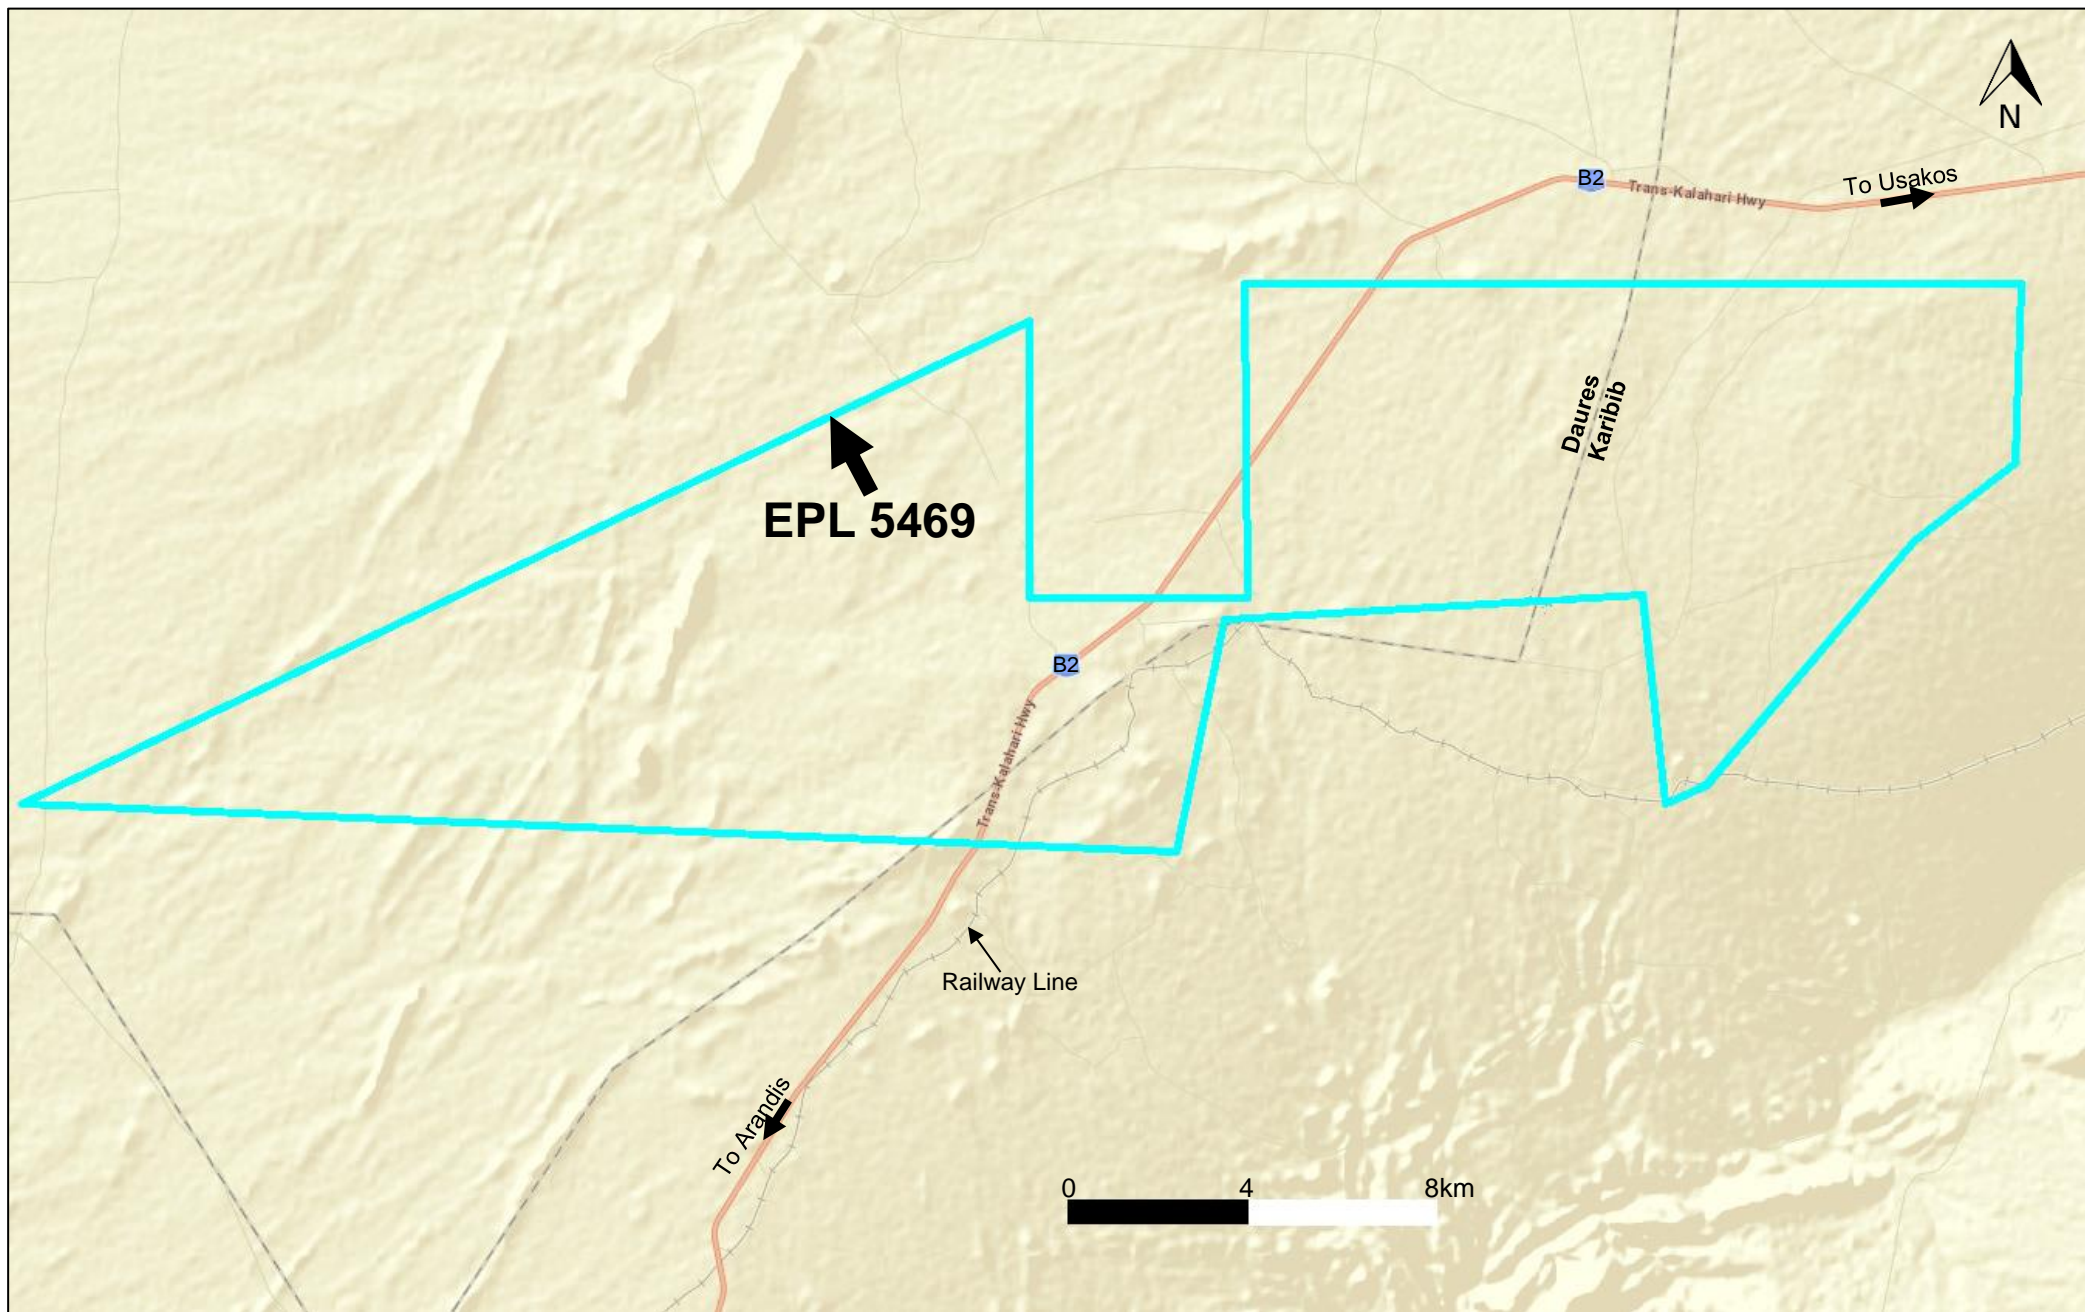 N
B2
Trans-Kalahari Hwy
To Usakos
Daures
Karibib
EPL 5469
B2
Trans-Kalahari Hwy
Railway Line
To Arandis
0 4 8km